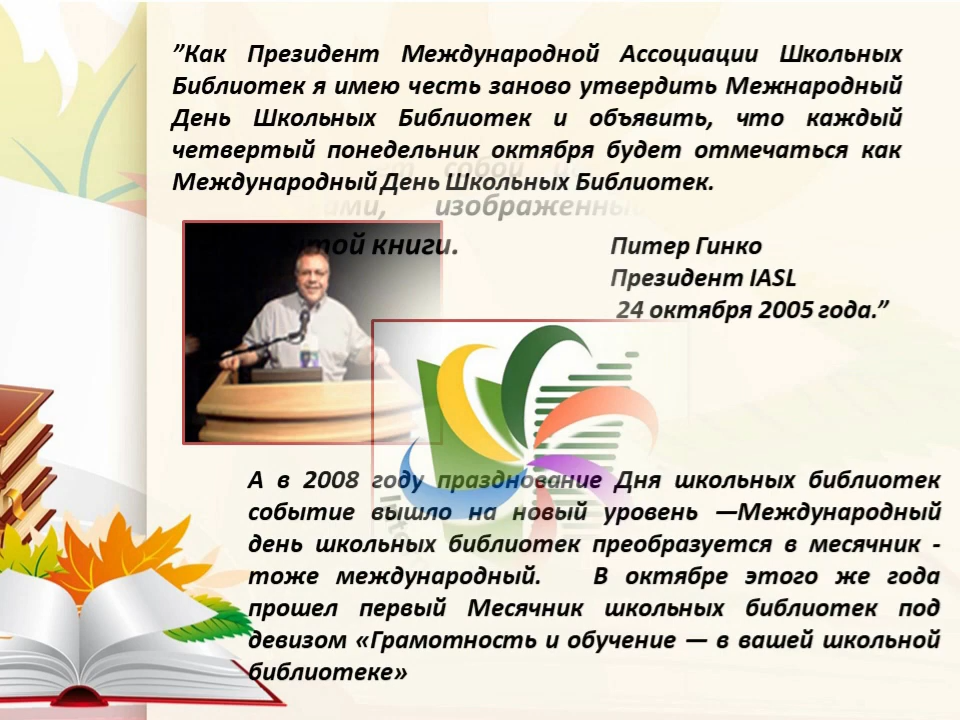 ”Как Президент Международной Ассоциации Школьных
Библиотек я имею честь заново утвердить Межнародный
День Школьных Библиотек и объявить, что каждый
четвертый понедельник октября будет отмечаться как
собой
Международный День Школьных Библиотек.
изображенный
книги.
Питер Гинко
Президент IASL
24 октября 2005 года.”
А в 2008 году празднование Дня школьных библиотек
событие вышло на новый уровень —Международный
день школьных библиотек преобразуется в месячник -
тоже международный. В октябре этого же года
прошел первый Месячник школьных библиотек под
девизом «Грамотность и обучение — в вашей школьной
библиотеке»